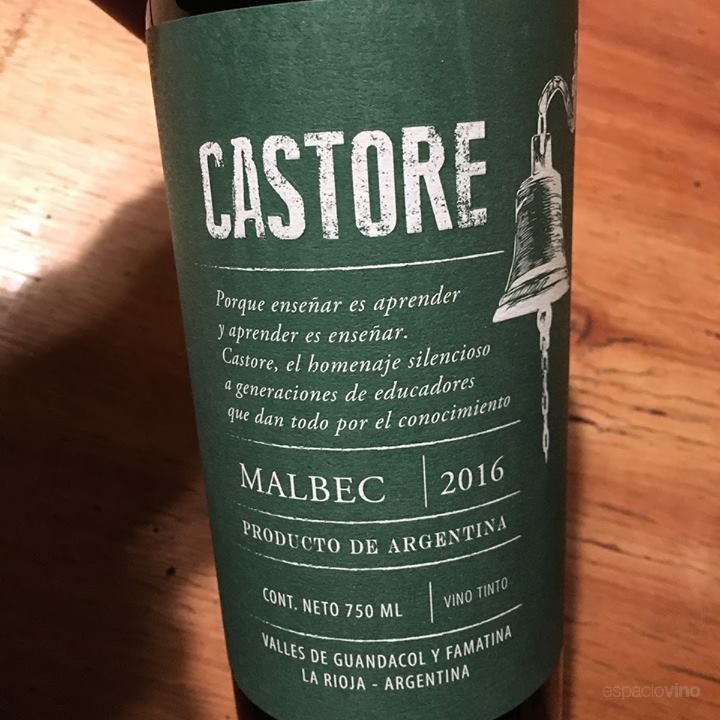 CASTORE
Porque enseñar es aprender
y aprender es enseñar.
Castore, el homenaje silencioso
a generaciones de educadores
que dan todo por el conocimiento
MALBEC | 2016
PRODUCTO DE ARGENTINA
CONT. NETO 750 ML | VINO TINTO
VALLES DE GUANDACOL Y FAMATINA
LA RIOJA - ARGENTINA
espaciovino